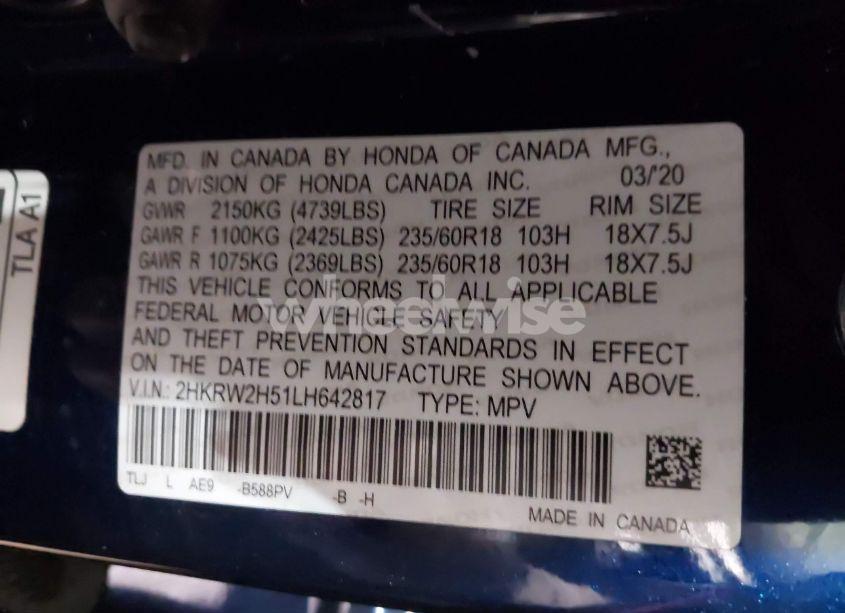 MFD. IN CANADA BY HONDA OF CANADA MFG.,
A DIVISION OF HONDA CANADA INC. 03/'20
GVWR 2150KG (4739LBS) TIRE SIZE RIM SIZE
GAWR F 1100KG (2425LBS) 235/60R18 103H 18X7.5J
GAWR R 1075KG (2369LBS) 235/60R18 103H 18X7.5J
THIS VEHICLE CONFORMS TO ALL APPLICABLE
FEDERAL MOTOR VEHICLE SAFETY
AND THEFT PREVENTION STANDARDS IN EFFECT
ON THE DATE OF MANUFACTURE SHOWN ABOVE.
V.I.N.: 2HKRW2H51LH642817 TYPE: MPV
TLJ L AE9 -B588PV -B -H
MADE IN CANADA
TLA A1
wheelwise